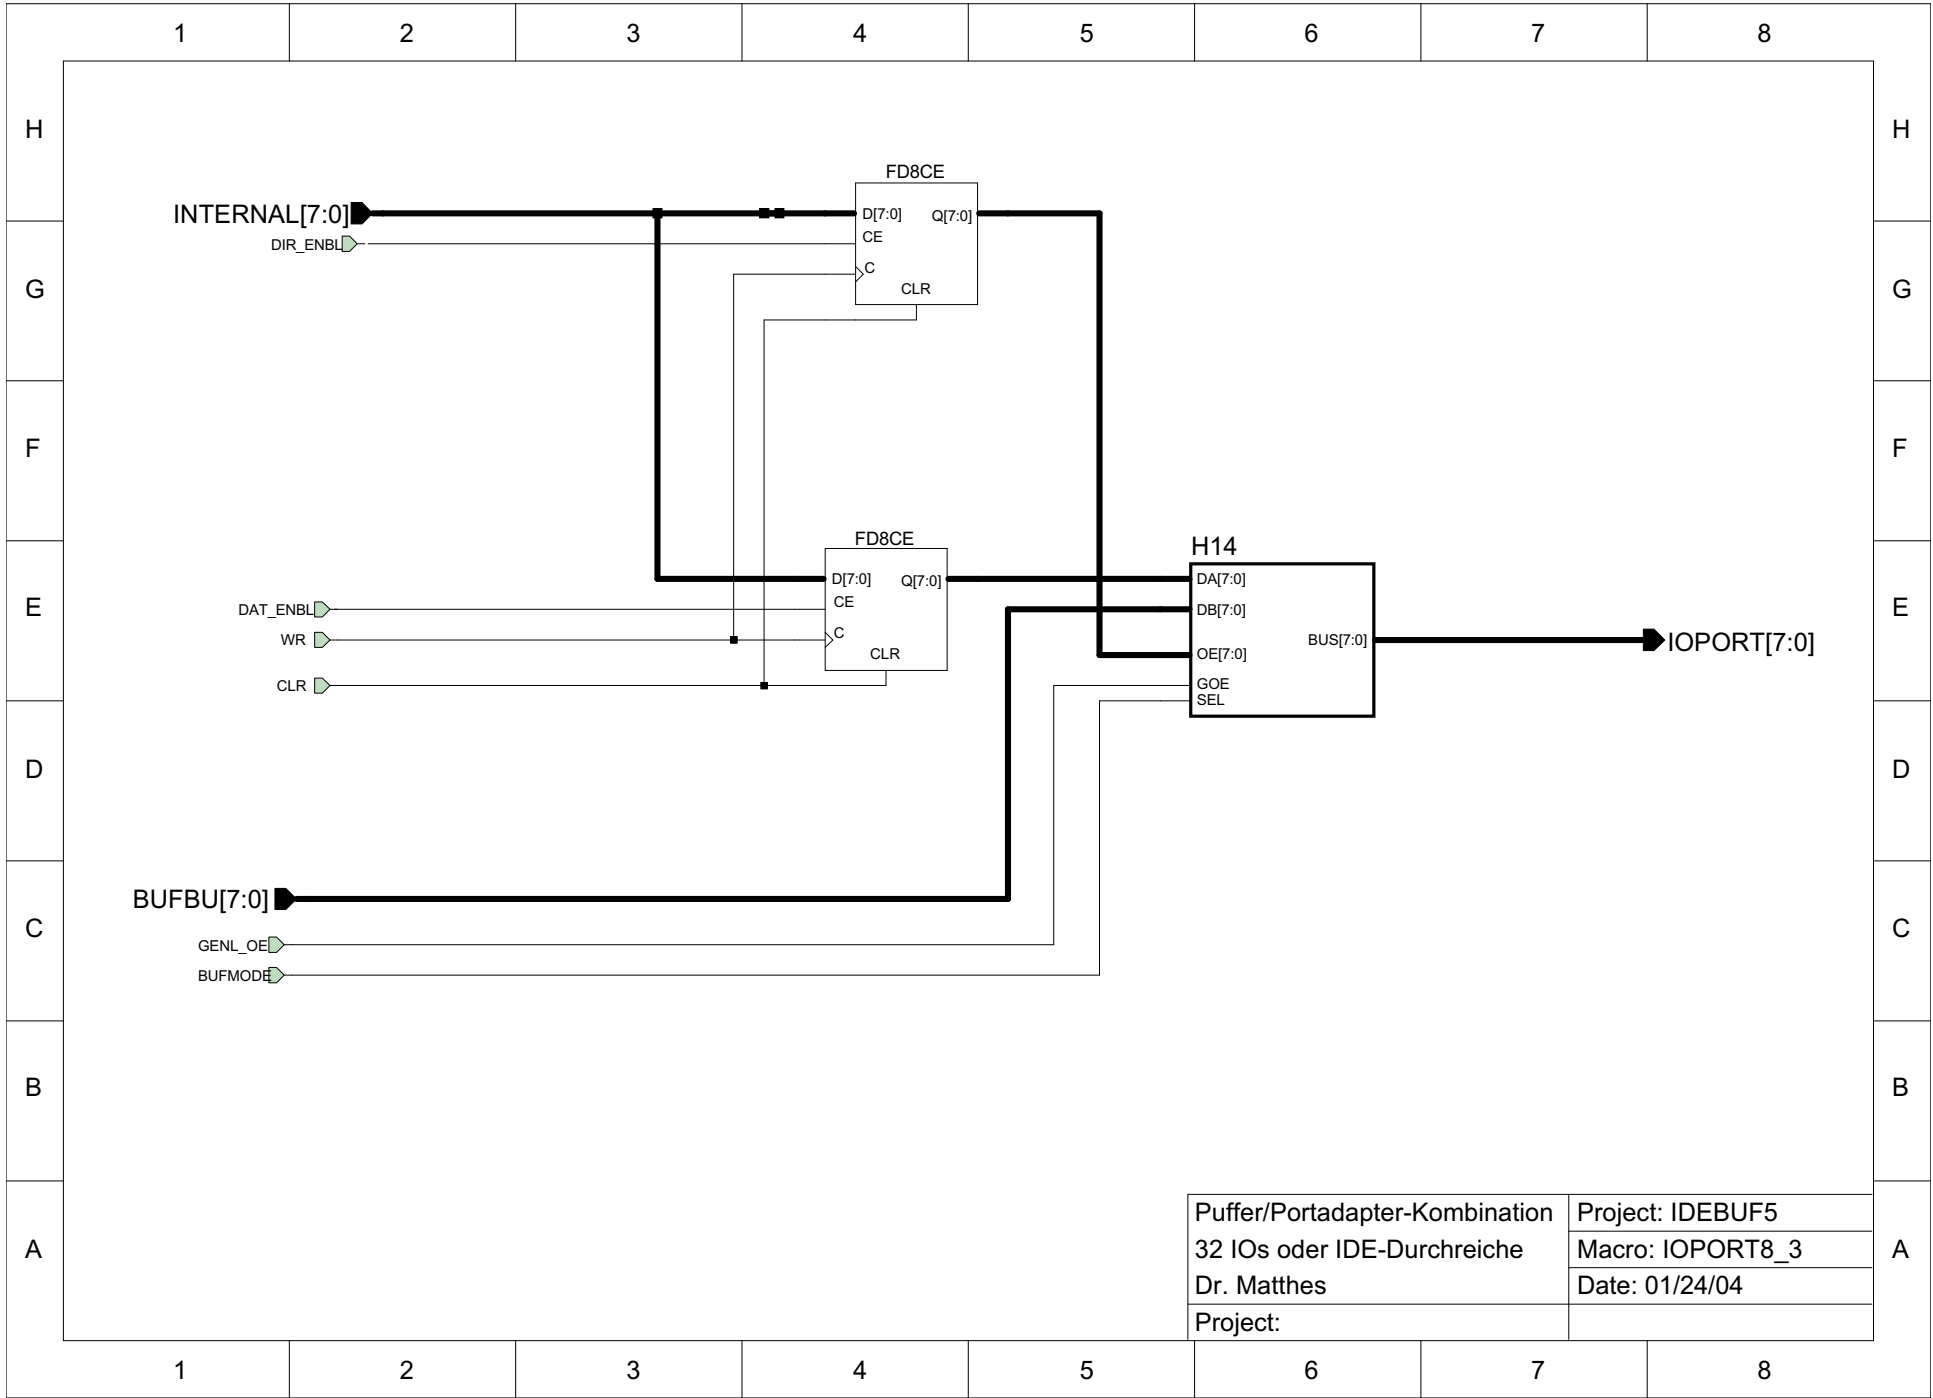 1 2 3 4 5 6 7 8
H H
FD8CE
INTERNAL[7:0] D[7:0] Q[7:0]
DIR_ENBL CE
C
G CLR G
F F
FD8CE
H14
D[7:0] Q[7:0] DA[7:0]
E DAT_ENBL CE DB[7:0] E
WR C BUS[7:0] IOPORT[7:0]
CLR OE[7:0]
CLR GOE
SEL
D D
BUFBU[7:0]
C C
GENL_OE
BUFMODE
B B
Puffer/Portadapter-Kombination Project: IDEBUF5
A 32 IOs oder IDE-Durchreiche Macro: IOPORT8_3 A
Dr. Matthes Date: 01/24/04
Project:
1 2 3 4 5 6 7 8